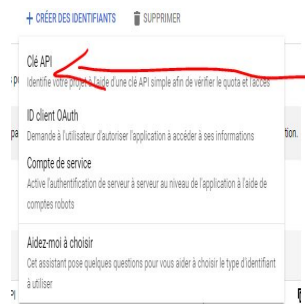 + CRÉER DES IDENTIFIANTS SUPPRIMER
Clé API
Identifie votre projet à l'aide d'une clé API simple afin de vérifier le quota et l'accès
ID client OAuth
Demande à l'utilisateur d'autoriser l'application à accéder à ses informations
Compte de service
Active l'authentification de serveur à serveur au niveau de l'application à l'aide de
comptes robots
Aidez-moi à choisir
Cet assistant pose quelques questions pour vous aider à choisir le type d'identifiant
à utiliser